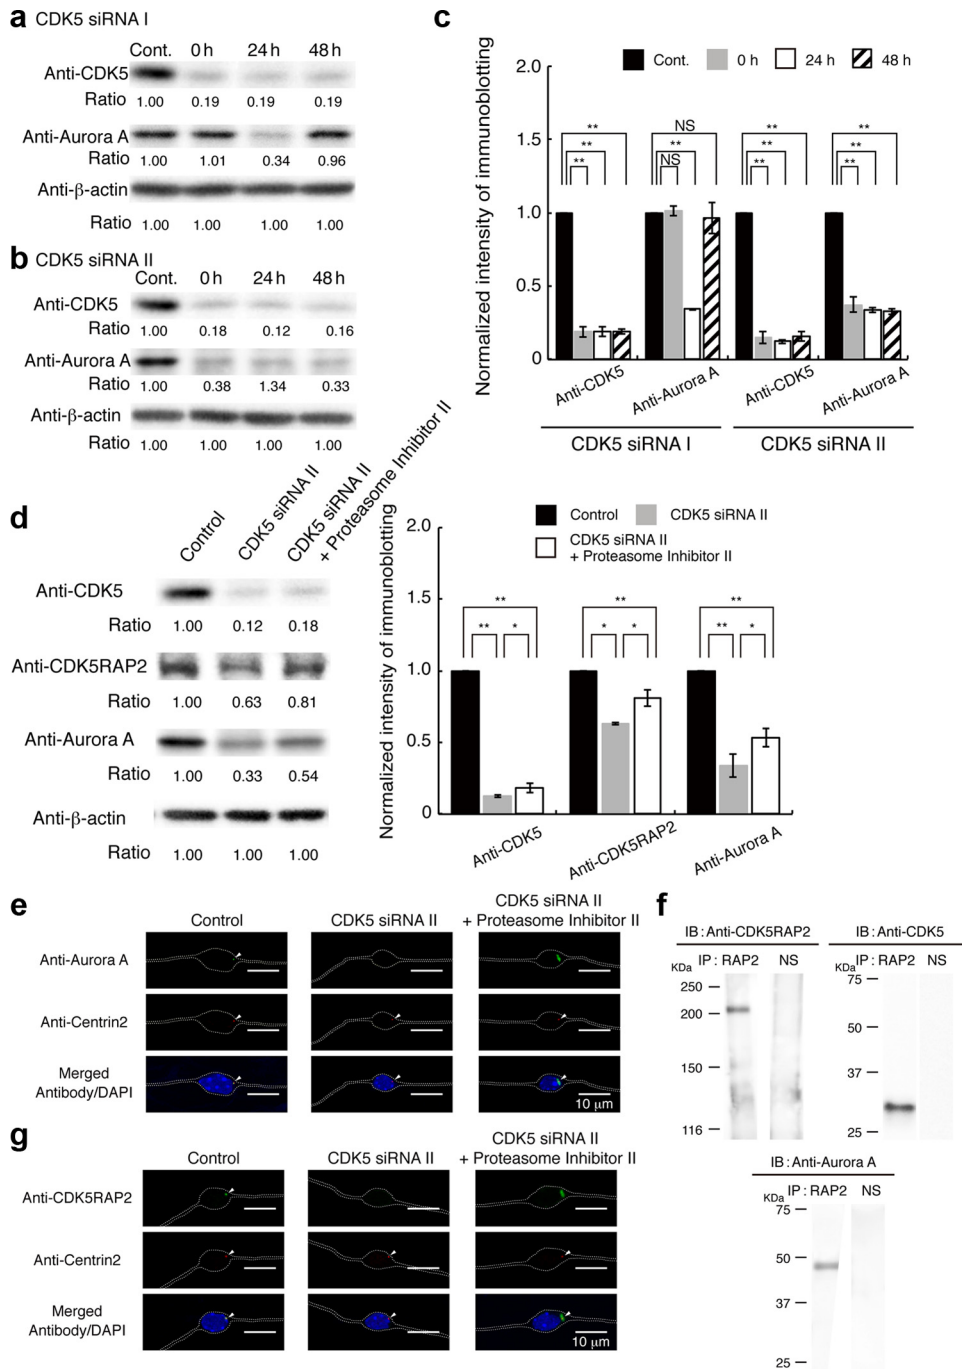 a CDK5 siRNA I
Cont. 0 h 24 h 48 h
Anti-CDK5
Ratio 1.00 0.19 0.19 0.19
Anti-Aurora A
Ratio 1.00 1.01 0.34 0.96
Anti-β-actin
Ratio 1.00 1.00 1.00 1.00
b CDK5 siRNA II
Cont. 0 h 24 h 48 h
Anti-CDK5
Ratio 1.00 0.18 0.12 0.16
Anti-Aurora A
Ratio 1.00 0.38 1.34 0.33
Anti-β-actin
Ratio 1.00 1.00 1.00 1.00
c
Cont. 0 h 24 h 48 h
Normalized intensity of immunoblotting
2.0
1.5
1.0
0.5
0
** NS ** **
** ** ** **
** NS ** **
Anti-CDK5 Anti-Aurora A Anti-CDK5 Anti-Aurora A
CDK5 siRNA I CDK5 siRNA II
d
Control
CDK5 siRNA II
CDK5 siRNA II
+ Proteasome Inhibitor II
Anti-CDK5
Ratio 1.00 0.12 0.18
Anti-CDK5RAP2
Ratio 1.00 0.63 0.81
Anti-Aurora A
Ratio 1.00 0.33 0.54
Anti-β-actin
Ratio 1.00 1.00 1.00
Control CDK5 siRNA II
CDK5 siRNA II
+ Proteasome Inhibitor II
Normalized intensity of immunoblotting
2.0
1.5
1.0
0.5
0
** ** **
** * * * ** *
Anti-CDK5 Anti-CDK5RAP2 Anti-Aurora A
e
Control CDK5 siRNA II
CDK5 siRNA II
+ Proteasome Inhibitor II
Anti-Aurora A
Anti-Centrin2
Merged
Antibody/DAPI
10 μm
f
IB : Anti-CDK5RAP2
KDa IP : RAP2 NS
250
200
150
116
IB : Anti-CDK5
KDa IP : RAP2 NS
75
50
37
25
IB : Anti-Aurora A
KDa IP : RAP2 NS
75
50
37
25
g
Control CDK5 siRNA II
CDK5 siRNA II
+ Proteasome Inhibitor II
Anti-CDK5RAP2
Anti-Centrin2
Merged
Antibody/DAPI
10 μm